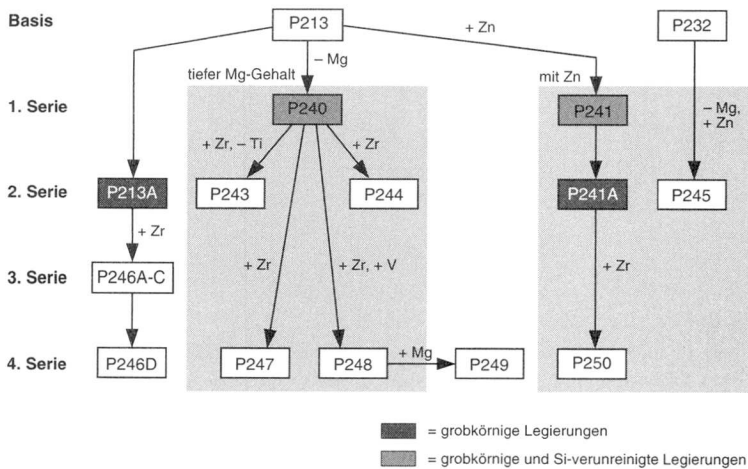 Basis
P213
+ Zn
P232
– Mg
tiefer Mg-Gehalt
mit Zn
1. Serie
P240
P241
– Mg,
+ Zn
+ Zr, – Ti
+ Zr
2. Serie
P213A
P243
P244
P241A
P245
+ Zr
+ Zr
+ Zr, + V
+ Zr
3. Serie
P246A-C
4. Serie
P246D
P247
P248
+ Mg
P249
P250
= grobkörnige Legierungen
= grobkörnige und Si-verunreinigte Legierungen